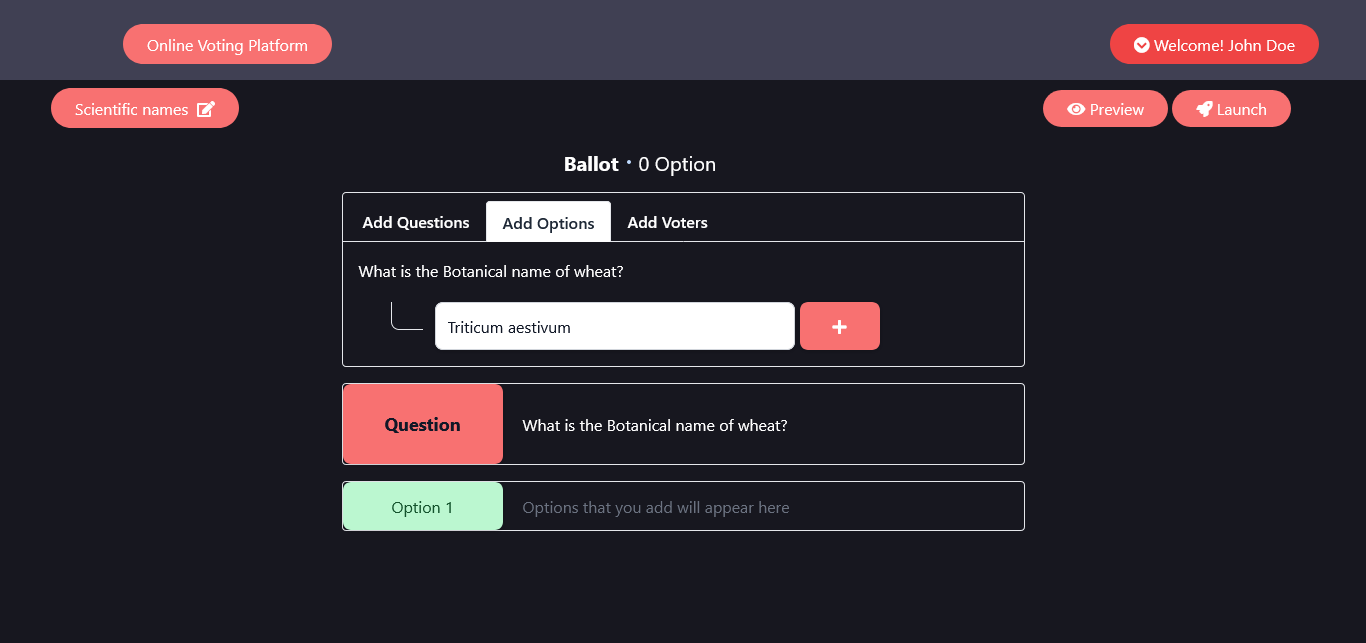 Online Voting Platform
Welcome! John Doe
Scientific names
Preview
Launch
Ballot · 0 Option
Add Questions
Add Options
Add Voters
What is the Botanical name of wheat?
Triticum aestivum
Question
What is the Botanical name of wheat?
Option 1
Options that you add will appear here